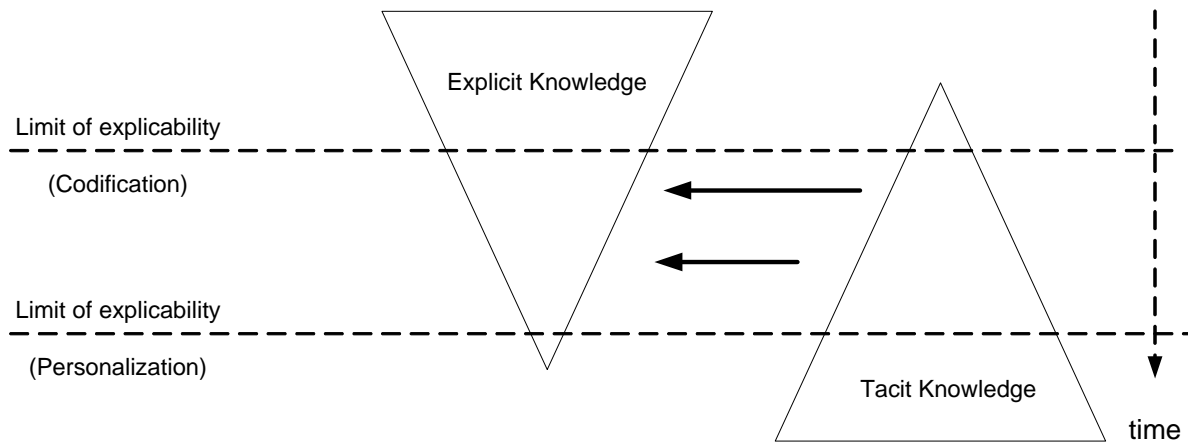 Explicit Knowledge
Limit of explicability
(Codification)
Limit of explicability
(Personalization)
Tacit Knowledge
time